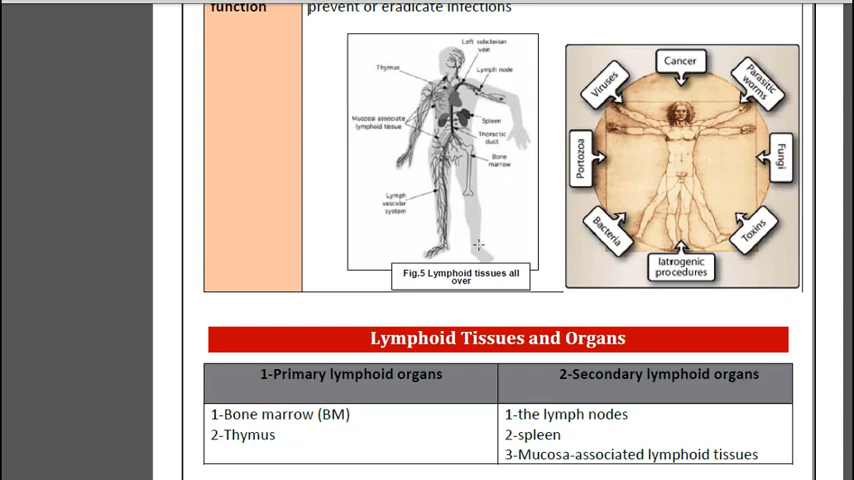 function
prevent or eradicate infections
Left subclavian
vein
Thymus
Lymph node
Mucosal associate
lymphoid tissue
Spleen
Thoracic
duct
Bone
marrow
Lymph
vascular
system
Fig.5 Lymphoid tissues all
over
Cancer
Viruses
Parasitic
worms
Portozoa
Fungi
Bacteria
Toxins
Iatrogenic
procedures
Lymphoid Tissues and Organs
1-Primary lymphoid organs
2-Secondary lymphoid organs
1-Bone marrow (BM)
2-Thymus
1-the lymph nodes
2-spleen
3-Mucosa-associated lymphoid tissues